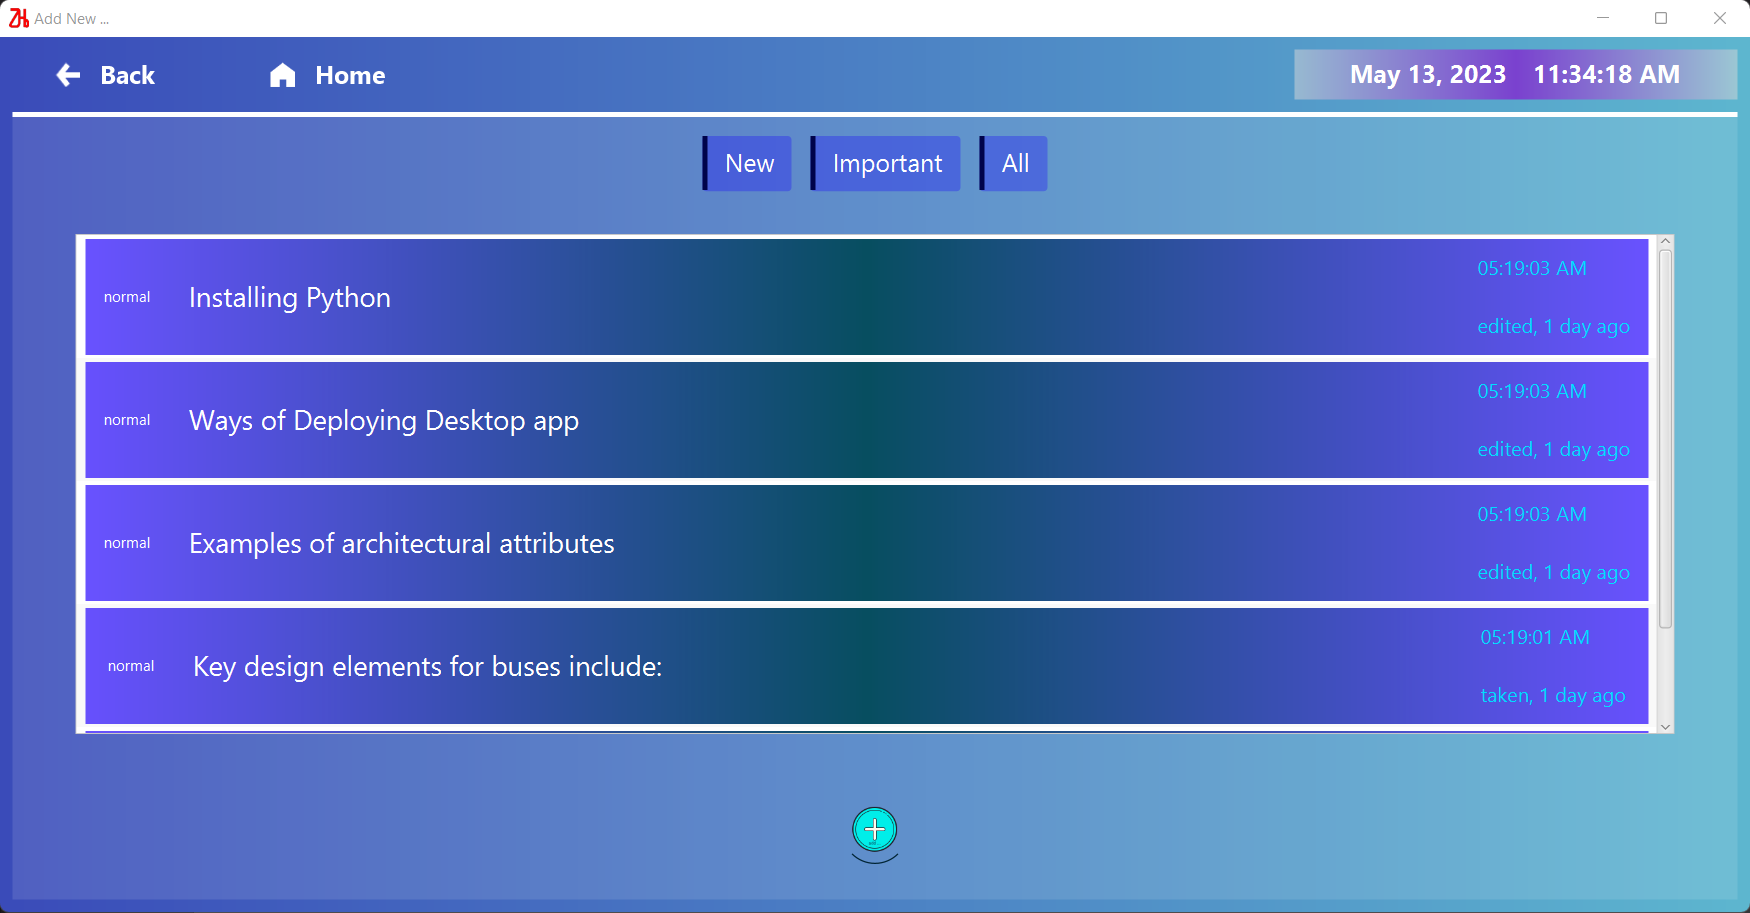 Add New ...
Back Home May 13, 2023 11:34:18 AM
New Important All
05:19:03 AM
normal Installing Python
edited, 1 day ago
05:19:03 AM
normal Ways of Deploying Desktop app
edited, 1 day ago
05:19:03 AM
normal Examples of architectural attributes
edited, 1 day ago
05:19:01 AM
normal Key design elements for buses include:
taken, 1 day ago